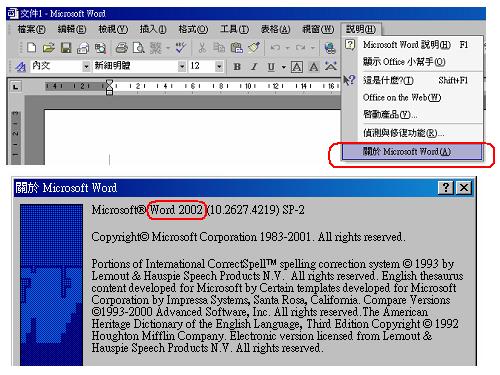 文件1 - Microsoft Word
檔案(F) 編輯(E) 檢視(V) 插入(I) 格式(O) 工具(T) 表格(A) 視窗(W) 說明(H)
內文 新細明體 12 B I U A A
Microsoft Word 說明(H) F1
顯示 Office 小幫手(O)
這是什麼?(T) Shift+F1
Office on the Web(W)
啟動產品(V)...
偵測與修復功能(R)...
關於 Microsoft Word(A)
關於 Microsoft Word
Microsoft® Word 2002 (10.2627.4219) SP-2
Copyright© Microsoft Corporation 1983-2001. All rights reserved.
Portions of International CorrectSpell™ spelling correction system © 1993 by
Lernout & Hauspie Speech Products N.V. All rights reserved. English thesaurus
content developed for Microsoft by Certain templates developed for Microsoft
Corporation by Impressa Systems, Santa Rosa, California. Compare Versions
©1993-2000 Advanced Software, Inc. All rights reserved.The American
Heritage Dictionary of the English Language, Third Edition Copyright © 1992
Houghton Mifflin Company. Electronic version licensed from Lernout &
Hauspie Speech Products N.V. All rights reserved.